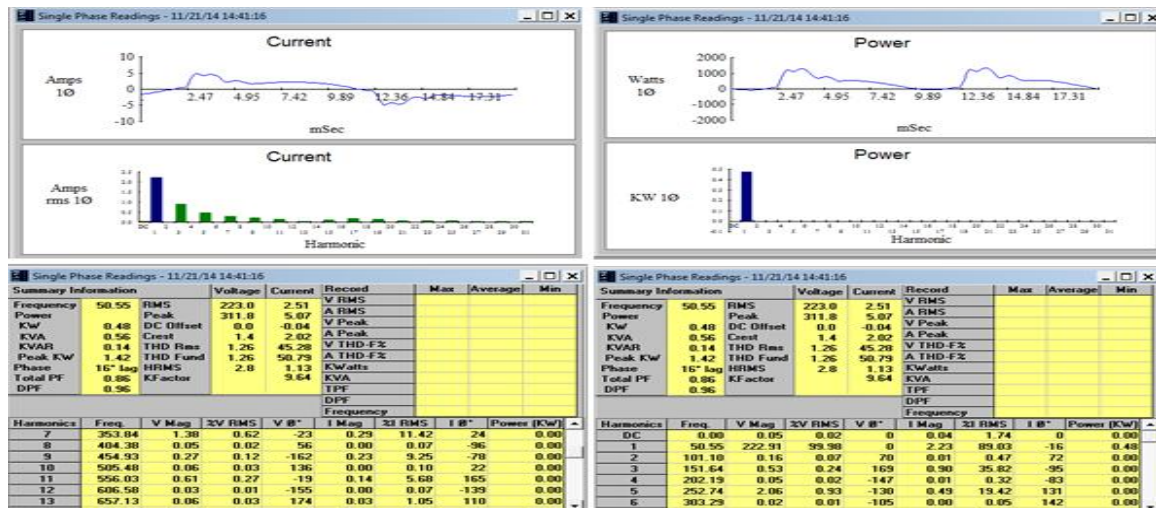 Single Phase Readings - 11/21/14 14:41:16
Current
Amps
1Ø
10
5
0
-5
-10
2.47 4.95 7.42 9.89 12.36 14.84 17.31
mSec
Current
Amps
rms 1Ø
Harmonic
Single Phase Readings - 11/21/14 14:41:16
Power
Watts
1Ø
2000
1000
0
-1000
-2000
2.47 4.95 7.42 9.89 12.36 14.84 17.31
mSec
Power
KW 1Ø
Harmonic
Single Phase Readings - 11/21/14 14:41:16
Summary Information Voltage Current Record Max Average Min
Frequency 50.55 RMS 223.0 2.51 V RMS
Power Peak 311.8 5.07 A RMS
KW 0.48 DC Offset 0.0 -0.04 V Peak
KVA 0.56 Crest 1.4 2.02 A Peak
KVAR 0.14 THD Rms 1.26 45.28 V THD-F%
Peak KW 1.42 THD Fund 1.26 50.79 A THD-F%
Phase 16° lag HRMS 2.8 1.13 KWatts
Total PF 0.86 KFactor 9.64 KVA
DPF 0.96 TPF
DPF
Frequency
Harmonics Freq. V Mag %V RMS V Ø° I Mag %I RMS I Ø° Power (KW)
7 353.84 1.38 0.62 -23 0.29 11.42 24 0.00
8 404.38 0.05 0.02 56 0.00 0.07 -96 0.00
9 454.93 0.27 0.12 -162 0.23 9.25 -78 0.00
10 505.48 0.06 0.03 136 0.00 0.10 22 0.00
11 556.03 0.61 0.27 -19 0.14 5.68 165 0.00
12 606.58 0.03 0.01 -155 0.00 0.07 -139 0.00
13 657.13 0.06 0.03 174 0.03 1.05 110 0.00
Single Phase Readings - 11/21/14 14:41:16
Summary Information Voltage Current Record Max Average Min
Frequency 50.55 RMS 223.0 2.51 V RMS
Power Peak 311.8 5.07 A RMS
KW 0.48 DC Offset 0.0 -0.04 V Peak
KVA 0.56 Crest 1.4 2.02 A Peak
KVAR 0.14 THD Rms 1.26 45.28 V THD-F%
Peak KW 1.42 THD Fund 1.26 50.79 A THD-F%
Phase 16° lag HRMS 2.8 1.13 KWatts
Total PF 0.86 KFactor 9.64 KVA
DPF 0.96 TPF
DPF
Frequency
Harmonics Freq. V Mag %V RMS V Ø° I Mag %I RMS I Ø° Power (KW)
DC 0.00 0.05 0.02 0 0.04 1.74 0 0.00
1 50.55 222.91 99.98 0 2.23 89.03 -16 0.48
2 101.10 0.16 0.07 70 0.01 0.47 72 0.00
3 151.64 0.53 0.24 169 0.90 35.82 -95 0.00
4 202.19 0.05 0.02 -147 0.01 0.32 -83 0.00
5 252.74 2.06 0.93 -130 0.49 19.42 131 0.00
6 303.29 0.02 0.01 -105 0.00 0.05 142 0.00